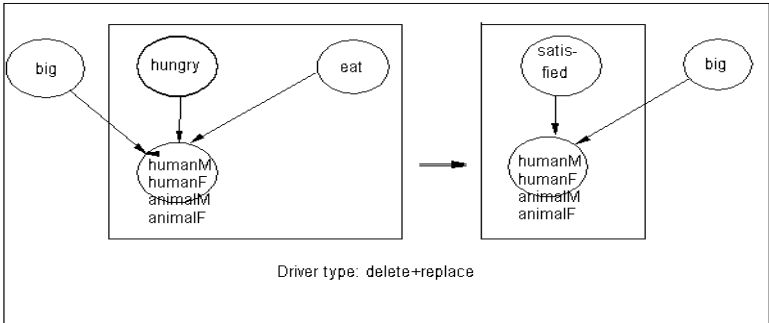 big
hungry
eat
humanM
humanF
animalM
animalF
satis-
fied
big
humanM
humanF
animalM
animalF
Driver type: delete+replace